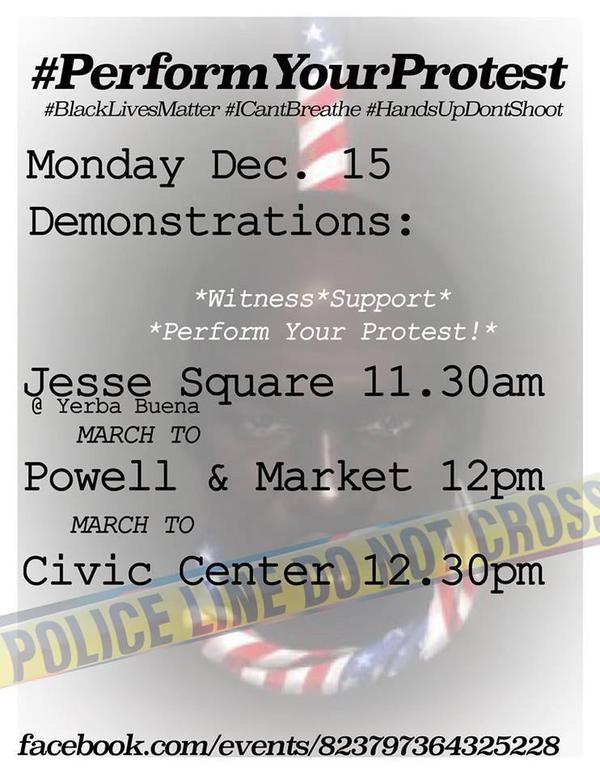 #PerformYourProtest
#BlackLivesMatter #ICantBreathe #HandsUpDontShoot
Monday Dec. 15
Demonstrations:
*Witness*Support*
*Perform Your Protest!*
Jesse Square 11.30am
@ Yerba Buena
MARCH TO
Powell & Market 12pm
MARCH TO
Civic Center 12.30pm
POLICE LINE DO NOT CROSS
facebook.com/events/823797364325228